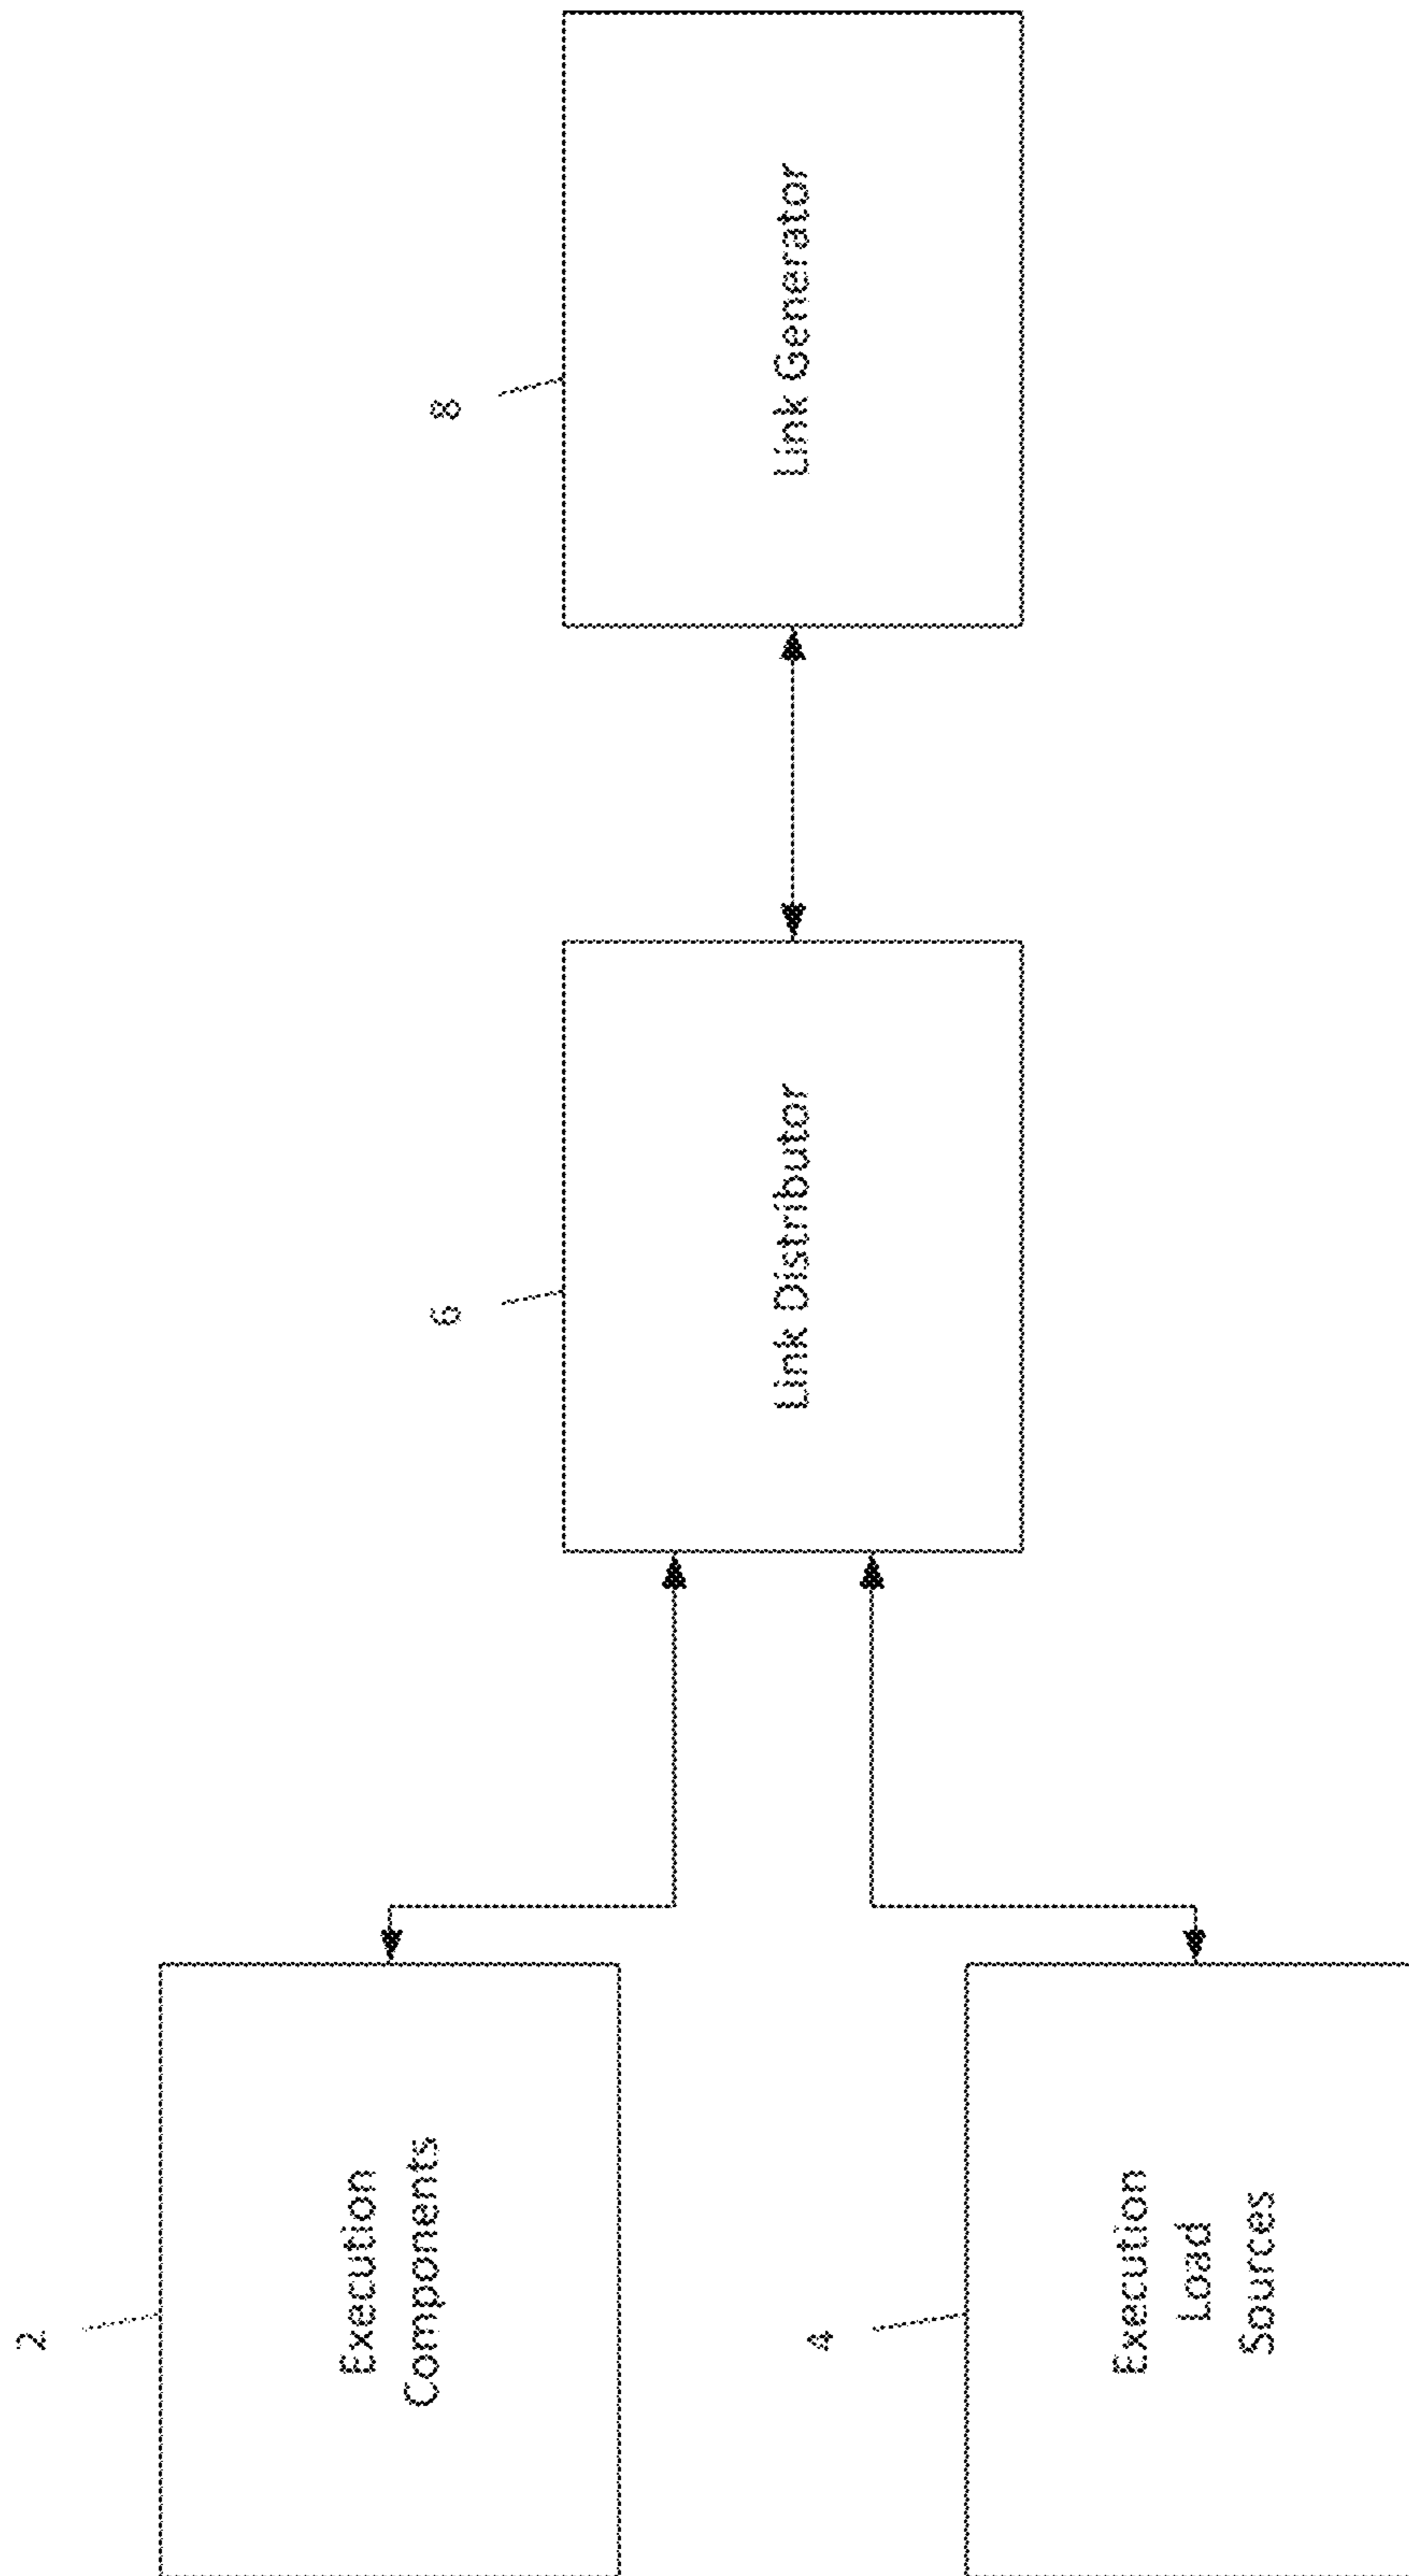 2
Execution
Components
4
Execution
Load
Sources
6
Link Distributor
8
Link Generator